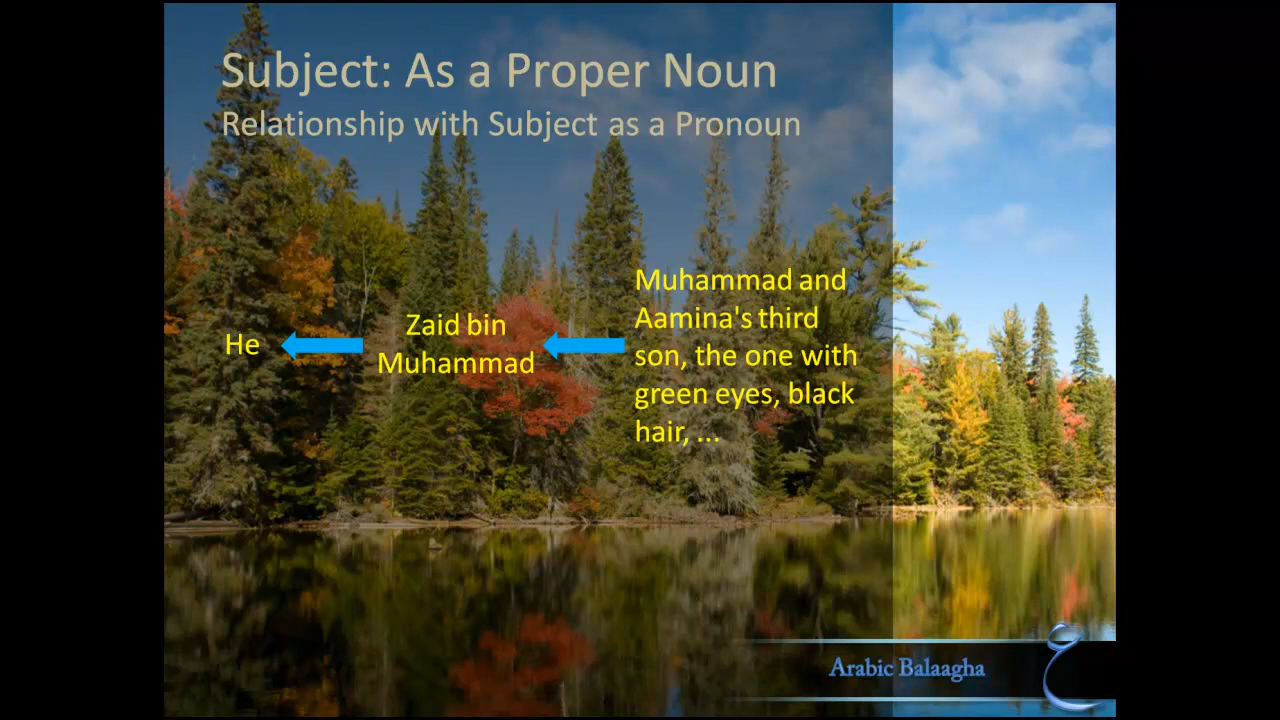 Subject: As a Proper Noun
Relationship with Subject as a Pronoun
He
Zaid bin
Muhammad
Muhammad and
Aamina's third
son, the one with
green eyes, black
hair, ...
Arabic Balaagha